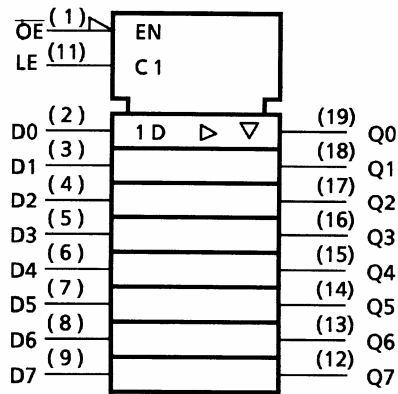 OE (1) EN
LE (11) C1
D0 (2) 1D (19) Q0
D1 (3) (18) Q1
D2 (4) (17) Q2
D3 (5) (16) Q3
D4 (6) (15) Q4
D5 (7) (14) Q5
D6 (8) (13) Q6
D7 (9) (12) Q7